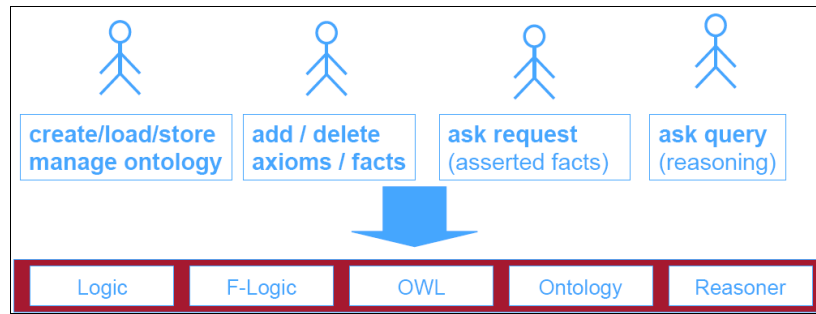 create/load/store
manage ontology
add / delete
axioms / facts
ask request
(asserted facts)
ask query
(reasoning)
Logic
F-Logic
OWL
Ontology
Reasoner